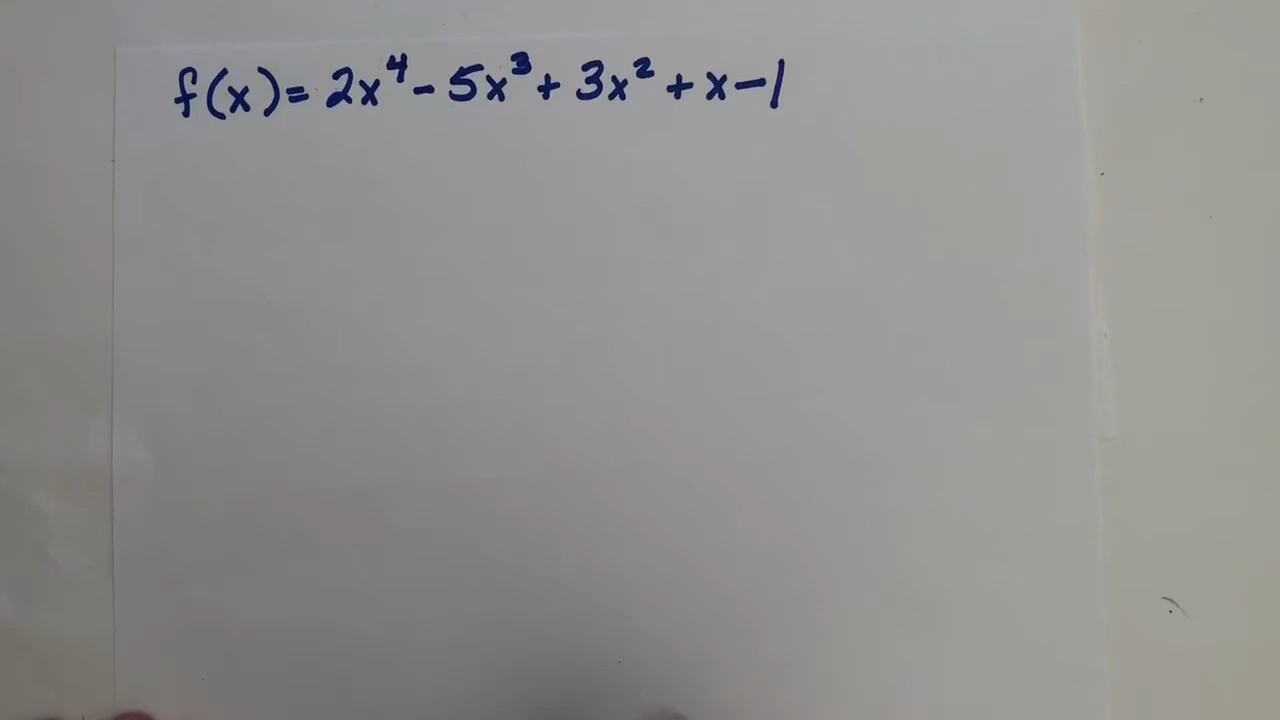 f(x) = 2x⁴ - 5x³ + 3x² + x - 1